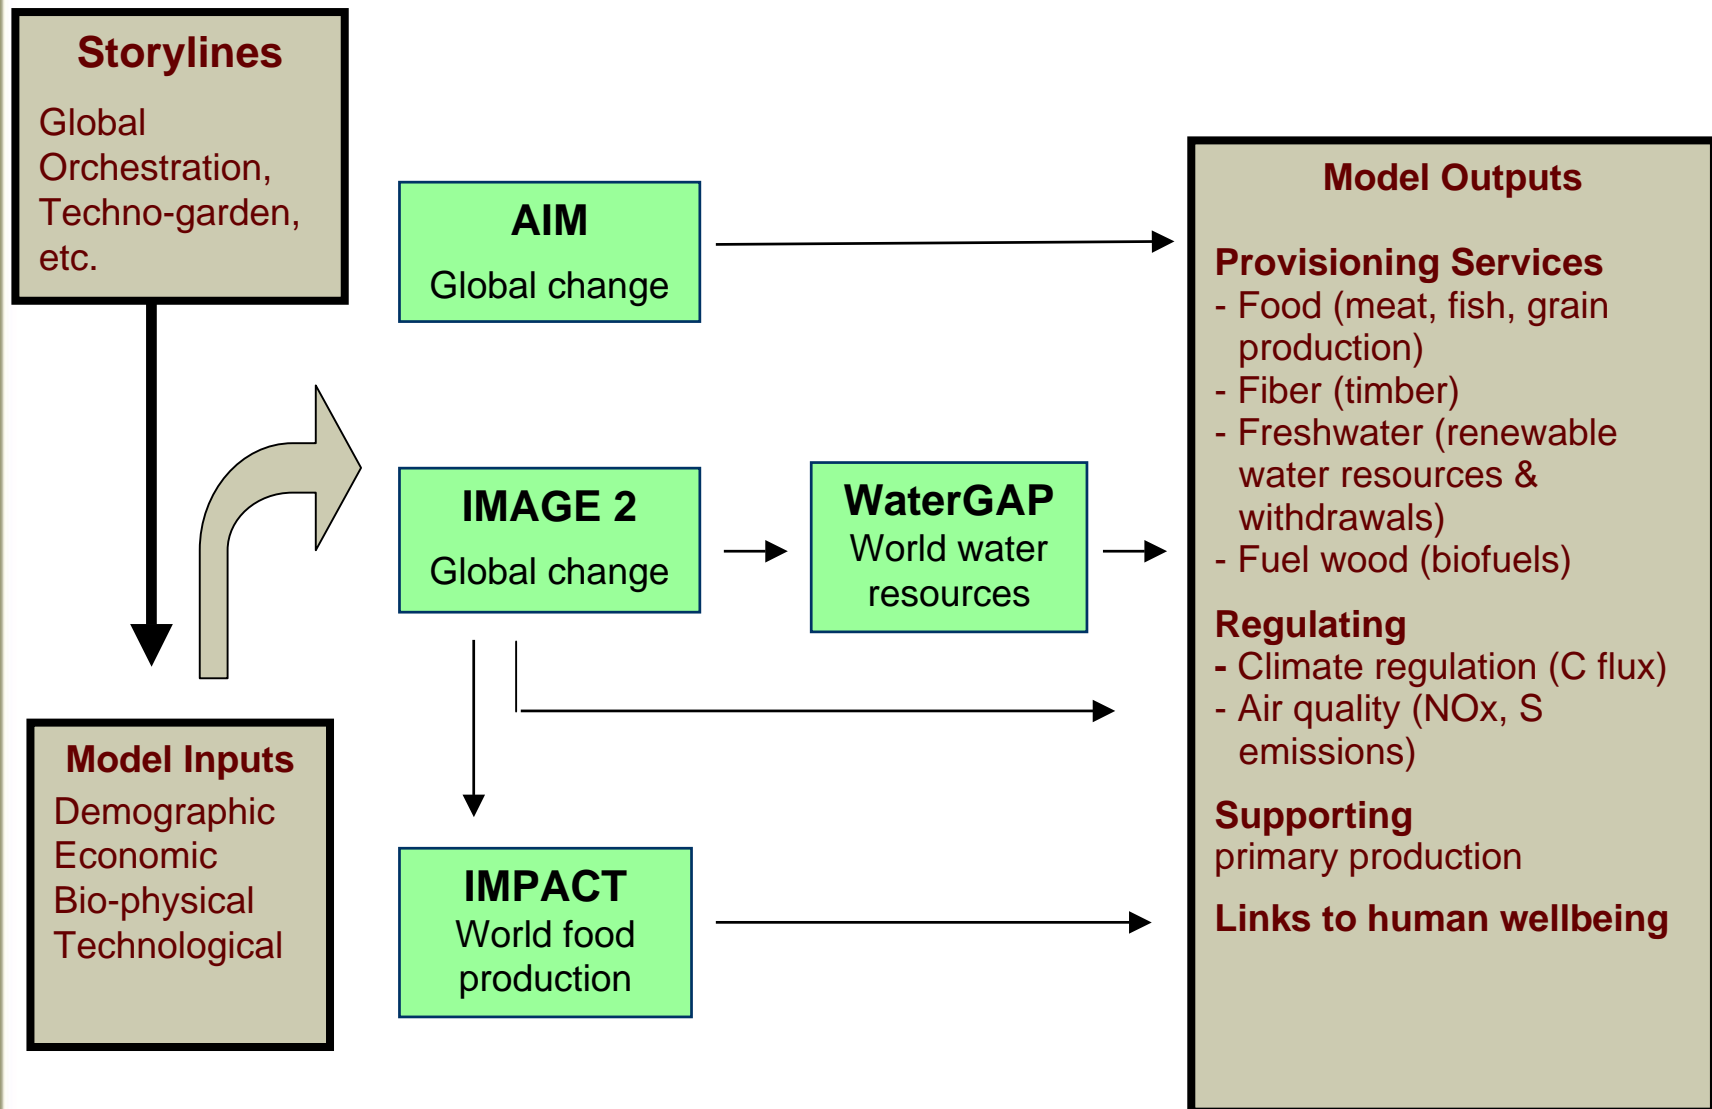 Storylines
Global
Orchestration,
Techno-garden,
etc.
Model Inputs
Demographic
Economic
Bio-physical
Technological
AIM
Global change
IMAGE 2
Global change
WaterGAP
World water
resources
IMPACT
World food
production
Model Outputs
Provisioning Services
- Food (meat, fish, grain
production)
- Fiber (timber)
- Freshwater (renewable
water resources &
withdrawals)
- Fuel wood (biofuels)
Regulating
- Climate regulation (C flux)
- Air quality (NOx, S
emissions)
Supporting
primary production
Links to human wellbeing